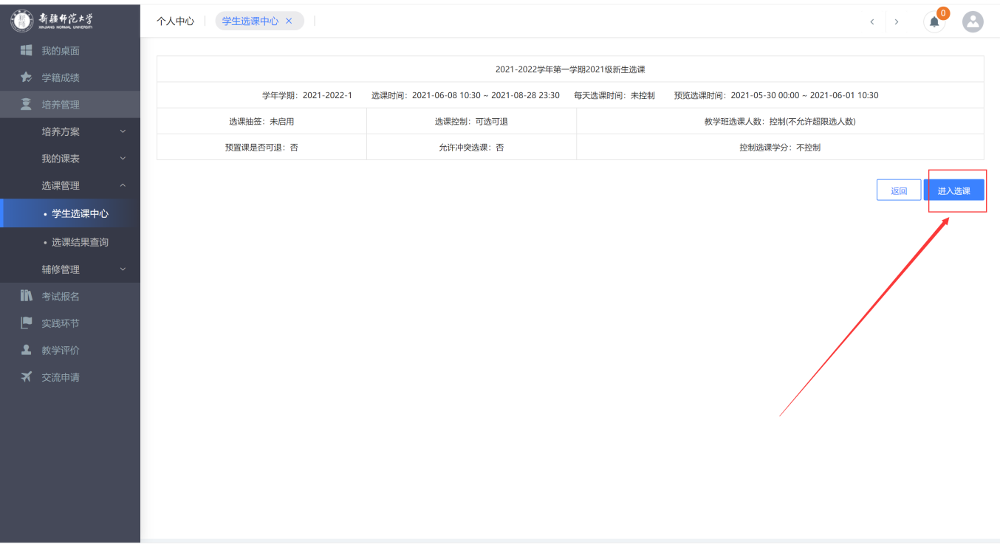 新疆师范大学
XINJIANG NORMAL UNIVERSITY
个人中心
学生选课中心 ×
0
我的桌面
学籍成绩
培养管理
培养方案
我的课表
选课管理
• 学生选课中心
• 选课结果查询
辅修管理
考试报名
实践环节
教学评价
交流申请
2021-2022学年第一学期2021级新生选课
学年学期：2021-2022-1 选课时间：2021-06-08 10:30 ~ 2021-08-28 23:30 每天选课时间：未控制 预览选课时间：2021-05-30 00:00 ~ 2021-06-01 10:30
选课抽签：未启用 选课控制：可选可退 教学班选课人数：控制(不允许超限选人数)
预置课是否可退：否 允许冲突选课：否 控制选课学分：不控制
返回 进入选课